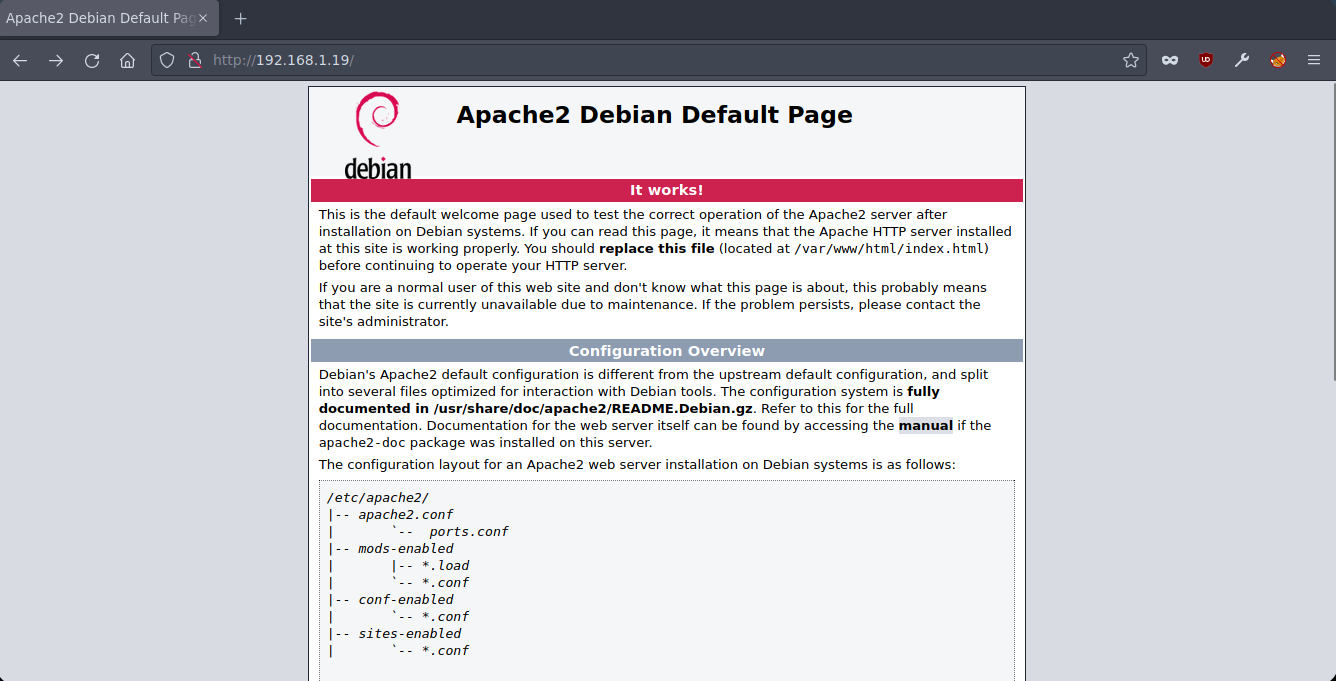 Apache2 Debian Default Pag
http://192.168.1.19/
debian
Apache2 Debian Default Page
It works!
This is the default welcome page used to test the correct operation of the Apache2 server after
installation on Debian systems. If you can read this page, it means that the Apache HTTP server installed
at this site is working properly. You should replace this file (located at /var/www/html/index.html)
before continuing to operate your HTTP server.
If you are a normal user of this web site and don't know what this page is about, this probably means
that the site is currently unavailable due to maintenance. If the problem persists, please contact the
site's administrator.
Configuration Overview
Debian's Apache2 default configuration is different from the upstream default configuration, and split
into several files optimized for interaction with Debian tools. The configuration system is fully
documented in /usr/share/doc/apache2/README.Debian.gz. Refer to this for the full
documentation. Documentation for the web server itself can be found by accessing the manual if the
apache2-doc package was installed on this server.
The configuration layout for an Apache2 web server installation on Debian systems is as follows:
/etc/apache2/
|-- apache2.conf
|       `--  ports.conf
|-- mods-enabled
|       |-- *.load
|       `-- *.conf
|-- conf-enabled
|       `-- *.conf
|-- sites-enabled
|       `-- *.conf